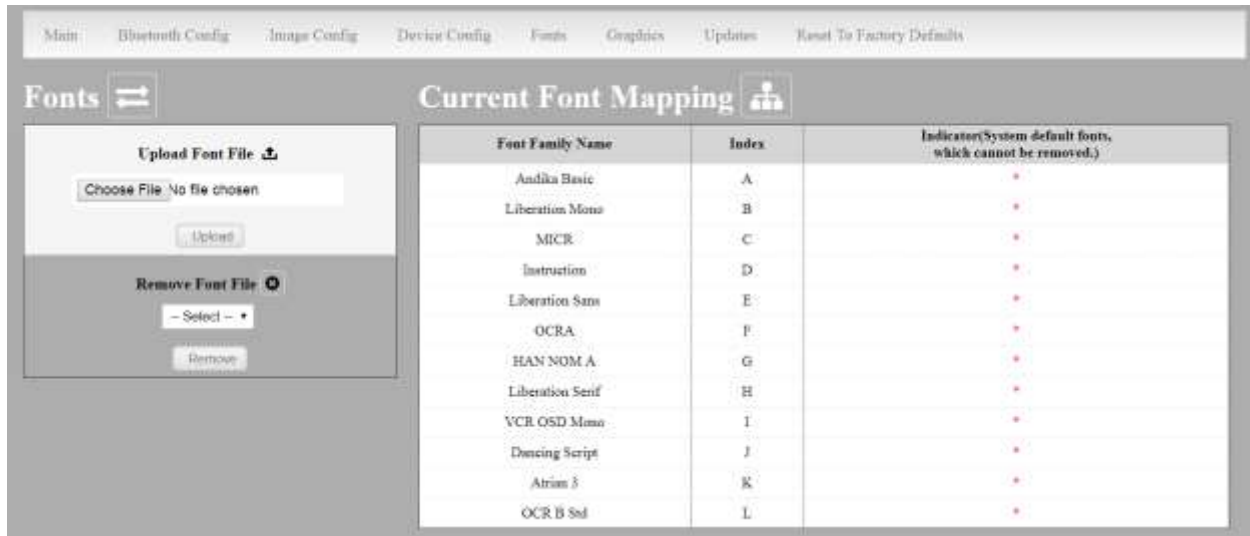 Main Bluetooth Config Image Config Device Config Fonts Graphics Updates Reset To Factory Defaults
Fonts
Upload Font File
Choose File No file chosen
Upload
Remove Font File
-- Select --
Remove
Current Font Mapping
Font Family Name Index Indicator(System default fonts,
which cannot be removed.)
Andika Basic A *
Liberation Mono B *
MICR C *
Instruction D *
Liberation Sans E *
OCRA F *
HAN NOM A G *
Liberation Serif H *
VCR OSD Mono I *
Dancing Script J *
K *
OCR B Std L *